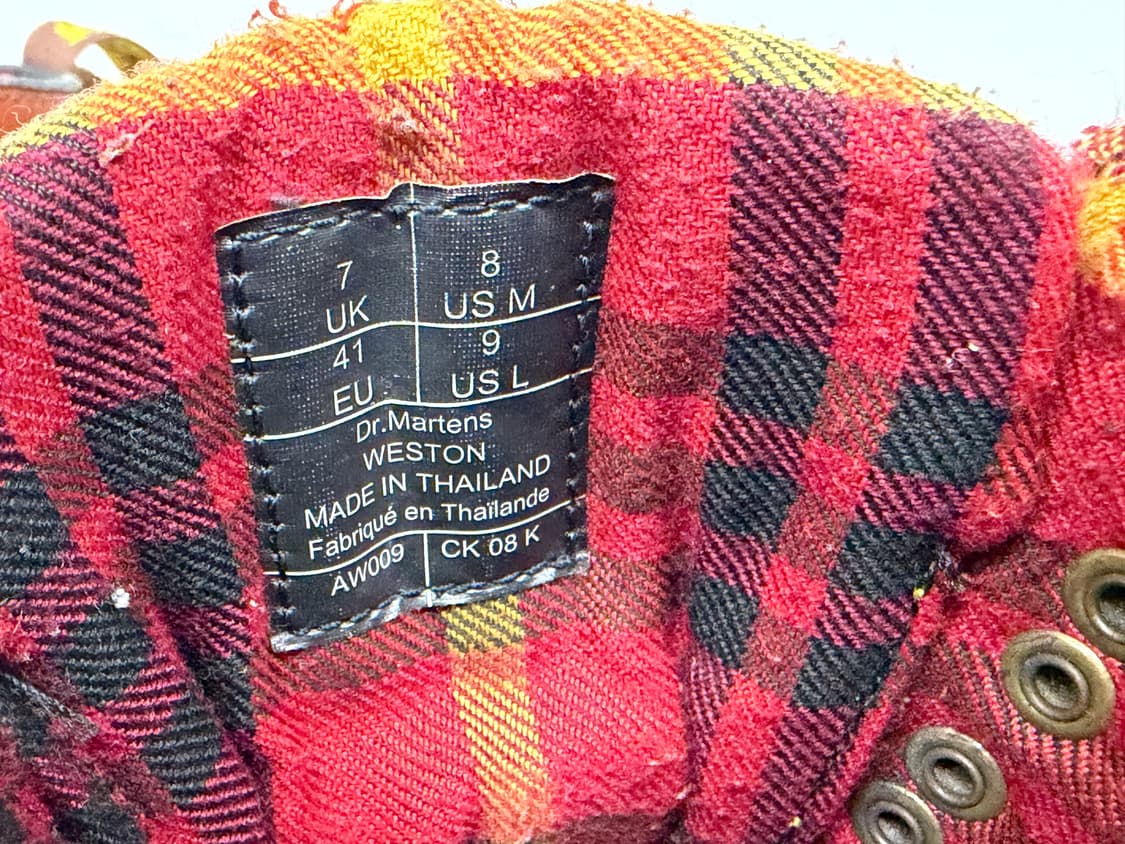 7
UK
8
US M
41
EU
9
US L
Dr.Martens
WESTON
MADE IN THAILAND
Fabriqué en Thaïlande
AW009
CK 08 K